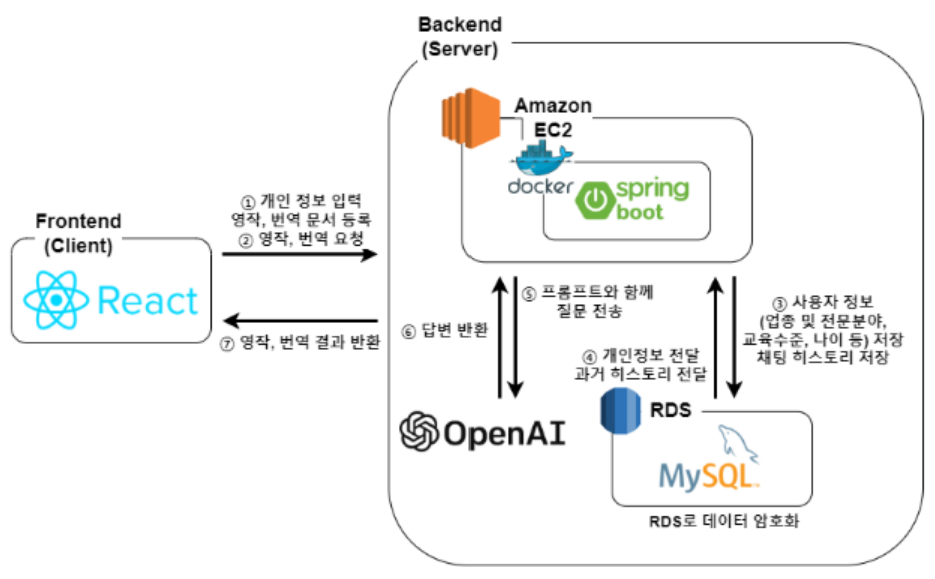 Backend
(Server)
Amazon
EC2
docker
spring
boot
Frontend
(Client)
React
① 개인 정보 입력
영작, 번역 문서 등록
② 영작, 번역 요청
⑦ 영작, 번역 결과 반환
⑥ 답변 반환
⑤ 프롬프트와 함께
질문 전송
③ 사용자 정보
(업종 및 전문분야,
교육수준, 나이 등) 저장
채팅 히스토리 저장
④ 개인정보 전달
과거 히스토리 전달
OpenAI
RDS
MySQL
RDS로 데이터 암호화